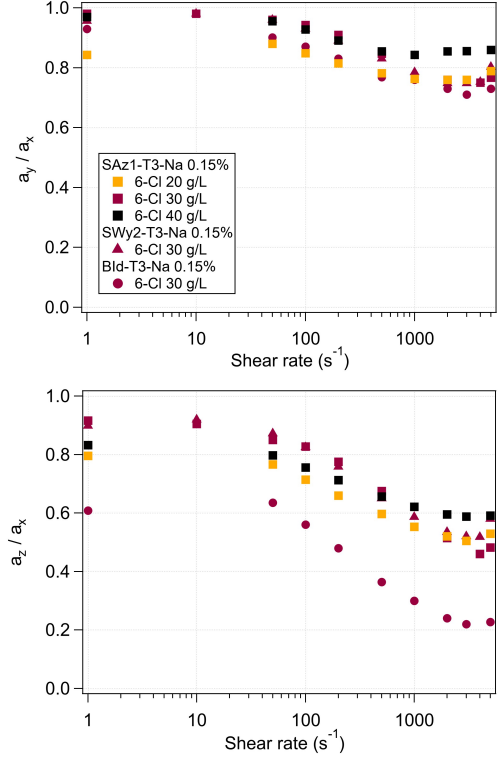 1.0
0.8
0.6
0.4
0.2
0.0
a_y / a_x
SAz1-T3-Na 0.15%
6-Cl 20 g/L
6-Cl 30 g/L
6-Cl 40 g/L
SWy2-T3-Na 0.15%
6-Cl 30 g/L
BId-T3-Na 0.15%
6-Cl 30 g/L
1 10 100 1000
Shear rate (s⁻¹)
1.0
0.8
0.6
0.4
0.2
0.0
a_z / a_x
1 10 100 1000
Shear rate (s⁻¹)